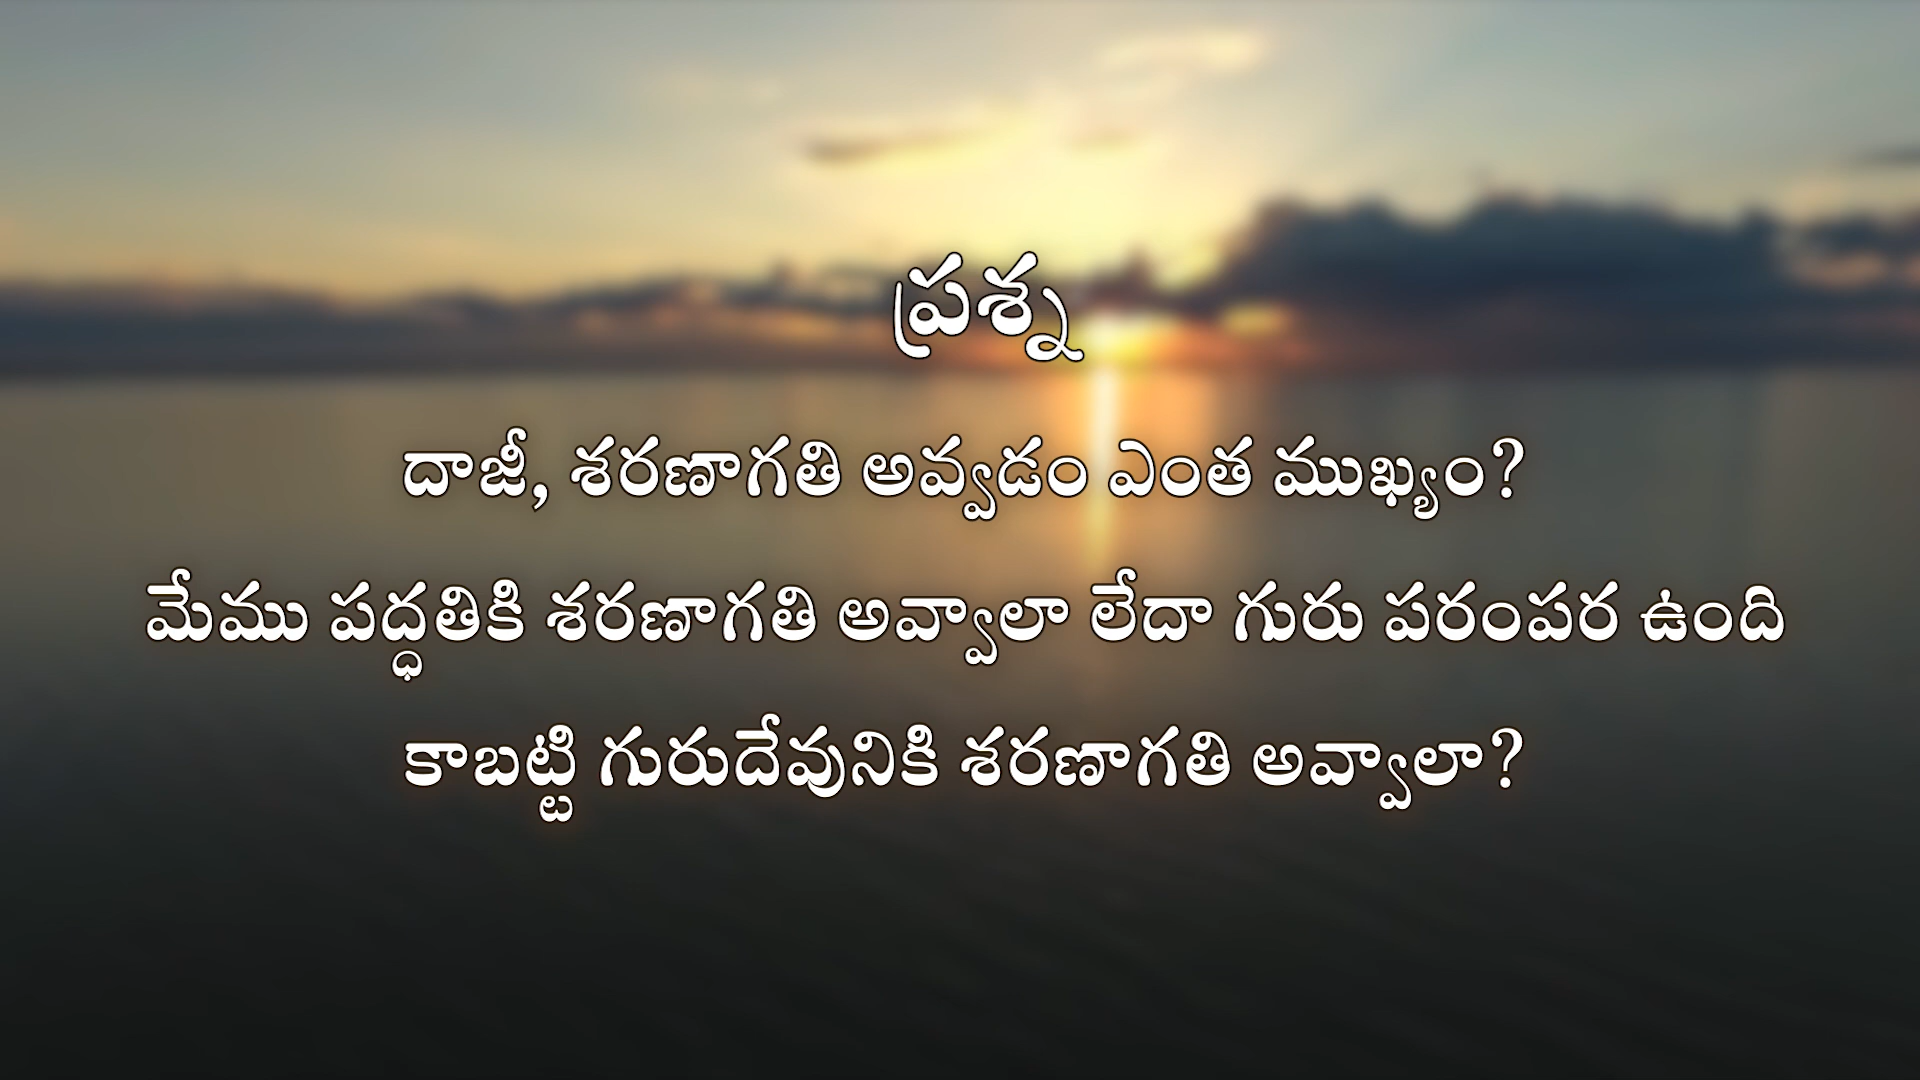 ప్రశ్న
దాజీ, శరణాగతి అవ్వడం ఎంత ముఖ్యం?
మేము పద్ధతికి శరణాగతి అవ్వాలా లేదా గురు పరంపర ఉంది
కాబట్టి గురుదేవునికి శరణాగతి అవ్వాలా?